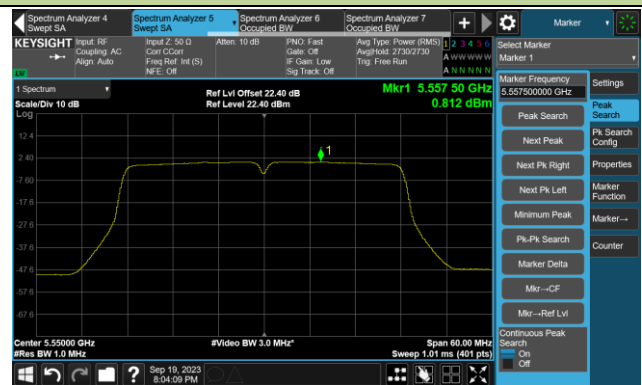 Spectrum Analyzer 4
Swept SA
Spectrum Analyzer 5
Swept SA
Spectrum Analyzer 6
Occupied BW
Spectrum Analyzer 7
Occupied BW
Marker
KEYSIGHT
Input: RF
Coupling: AC
Align: Auto
Input Z: 50 Ω
Corr CCorr
Freq Ref: Int (S)
NFE: Off
Atten: 10 dB
PNO: Fast
Gate: Off
IF Gain: Low
Sig Track: Off
Avg Type: Power (RMS)
Avg|Hold: 2730/2730
Trig: Free Run
1 2 3 4 5 6
A W W W W W
A N N N N N
Select Marker
Marker 1
1 Spectrum
Scale/Div 10 dB
Log
Ref Lvl Offset 22.40 dB
Ref Level 22.40 dBm
Mkr1 5.557 50 GHz
0.812 dBm
12.4
2.40
-7.60
-17.6
-27.6
-37.6
-47.6
-57.6
-67.6
1
Center 5.55000 GHz
#Res BW 1.0 MHz
#Video BW 3.0 MHz*
Span 60.00 MHz
Sweep 1.01 ms (401 pts)
Marker Frequency
5.557500000 GHz
Peak Search
Next Peak
Next Pk Right
Next Pk Left
Minimum Peak
Pk-Pk Search
Marker Delta
Mkr→CF
Mkr→Ref Lvl
Continuous Peak
Search
On
Off
Settings
Peak
Search
Pk Search
Config
Properties
Marker
Function
Marker→
Counter
?
Sep 19, 2023
8:04:09 PM